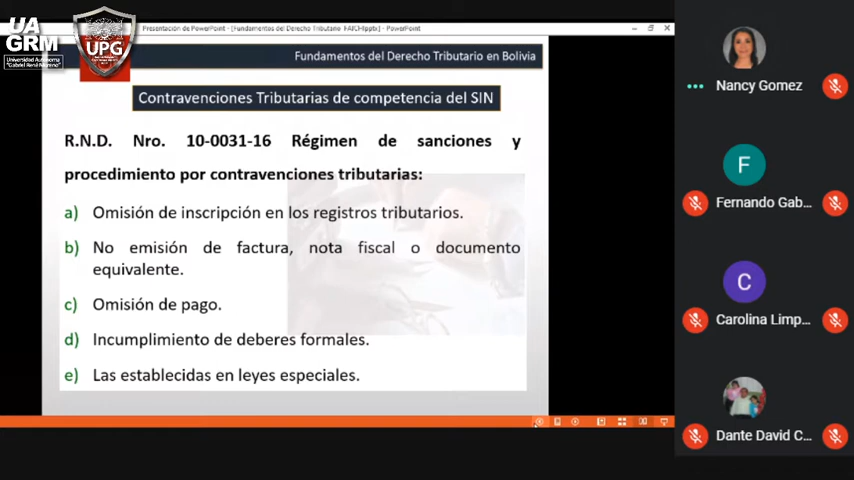 Presentación de PowerPoint - [Fundamentos del Derecho Tributario FAICHpptx] - PowerPoint
UA
GRM
Universidad Autónoma
"Gabriel René Moreno"
UPG
Fundamentos del Derecho Tributario en Bolivia
Contravenciones Tributarias de competencia del SIN
R.N.D. Nro. 10-0031-16 Régimen de sanciones y
procedimiento por contravenciones tributarias:
a) Omisión de inscripción en los registros tributarios.
b) No emisión de factura, nota fiscal o documento
equivalente.
c) Omisión de pago.
d) Incumplimiento de deberes formales.
e) Las establecidas en leyes especiales.
Nancy Gomez
F
Fernando Gab...
C
Carolina Limp...
Dante David C...